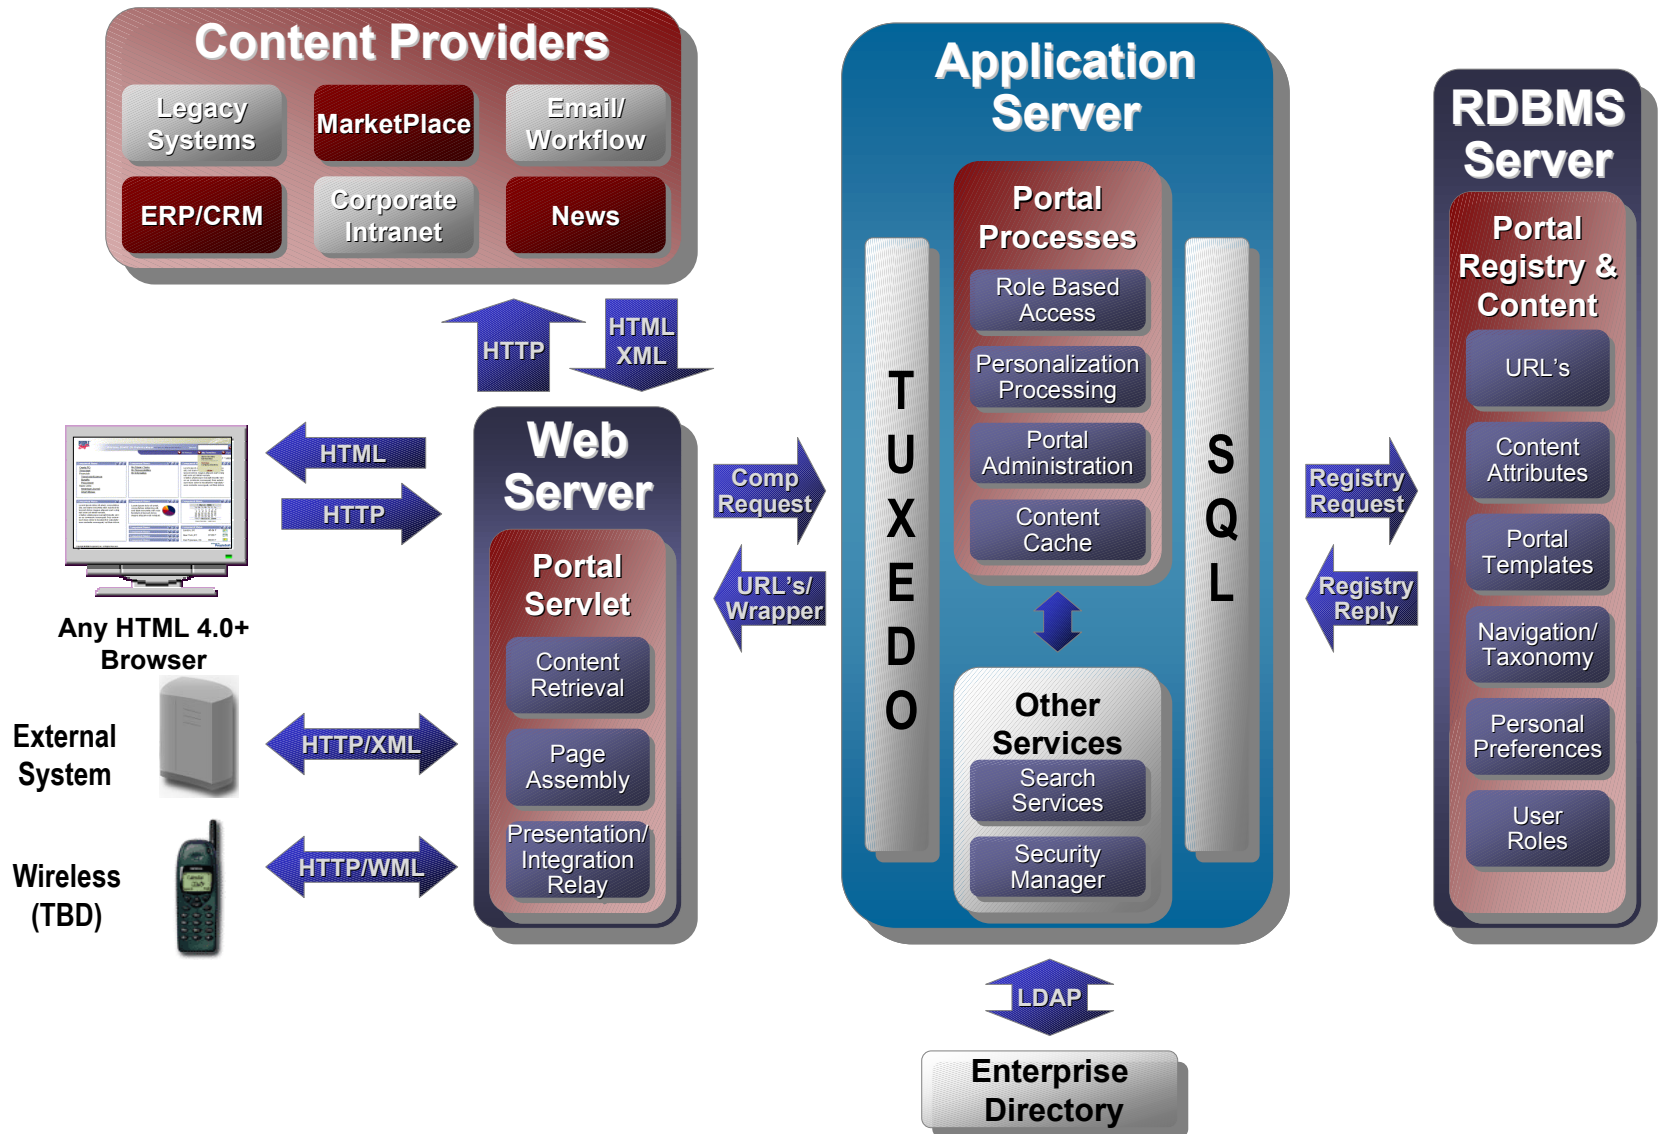 Content Providers
Legacy
Systems
MarketPlace
Email/
Workflow
ERP/CRM
Corporate
Intranet
News
HTTP
HTML
XML
HTML
HTTP
Any HTML 4.0+
Browser
External
System
HTTP/XML
Wireless
(TBD)
HTTP/WML
Web
Server
Portal
Servlet
Content
Retrieval
Page
Assembly
Presentation/
Integration
Relay
Comp
Request
URL's/
Wrapper
Application
Server
TUXEDO
Portal
Processes
Role Based
Access
Personalization
Processing
Portal
Administration
Content
Cache
Other
Services
Search
Services
Security
Manager
SQL
LDAP
Enterprise
Directory
Registry
Request
Registry
Reply
RDBMS
Server
Portal
Registry &
Content
URL's
Content
Attributes
Portal
Templates
Navigation/
Taxonomy
Personal
Preferences
User
Roles